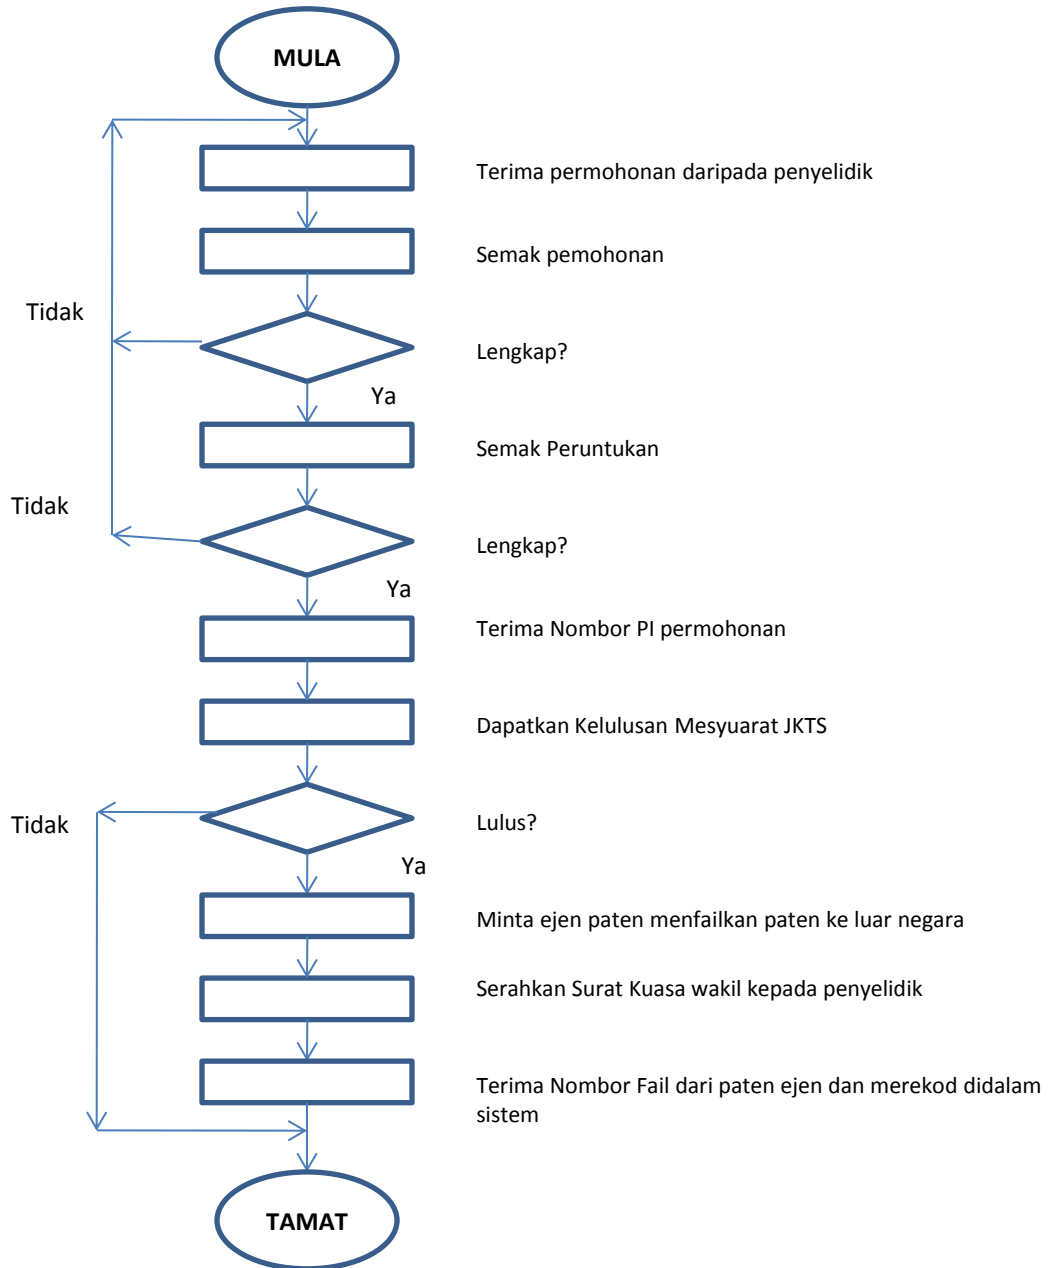 MULA
Terima permohonan daripada penyelidik
Semak pemohonan
Tidak
Lengkap?
Ya
Semak Peruntukan
Tidak
Lengkap?
Ya
Terima Nombor PI permohonan
Dapatkan Kelulusan Mesyuarat JKTS
Tidak
Lulus?
Ya
Minta ejen paten menfailkan paten ke luar negara
Serahkan Surat Kuasa wakil kepada penyelidik
Terima Nombor Fail dari paten ejen dan merekod didalam
sistem
TAMAT